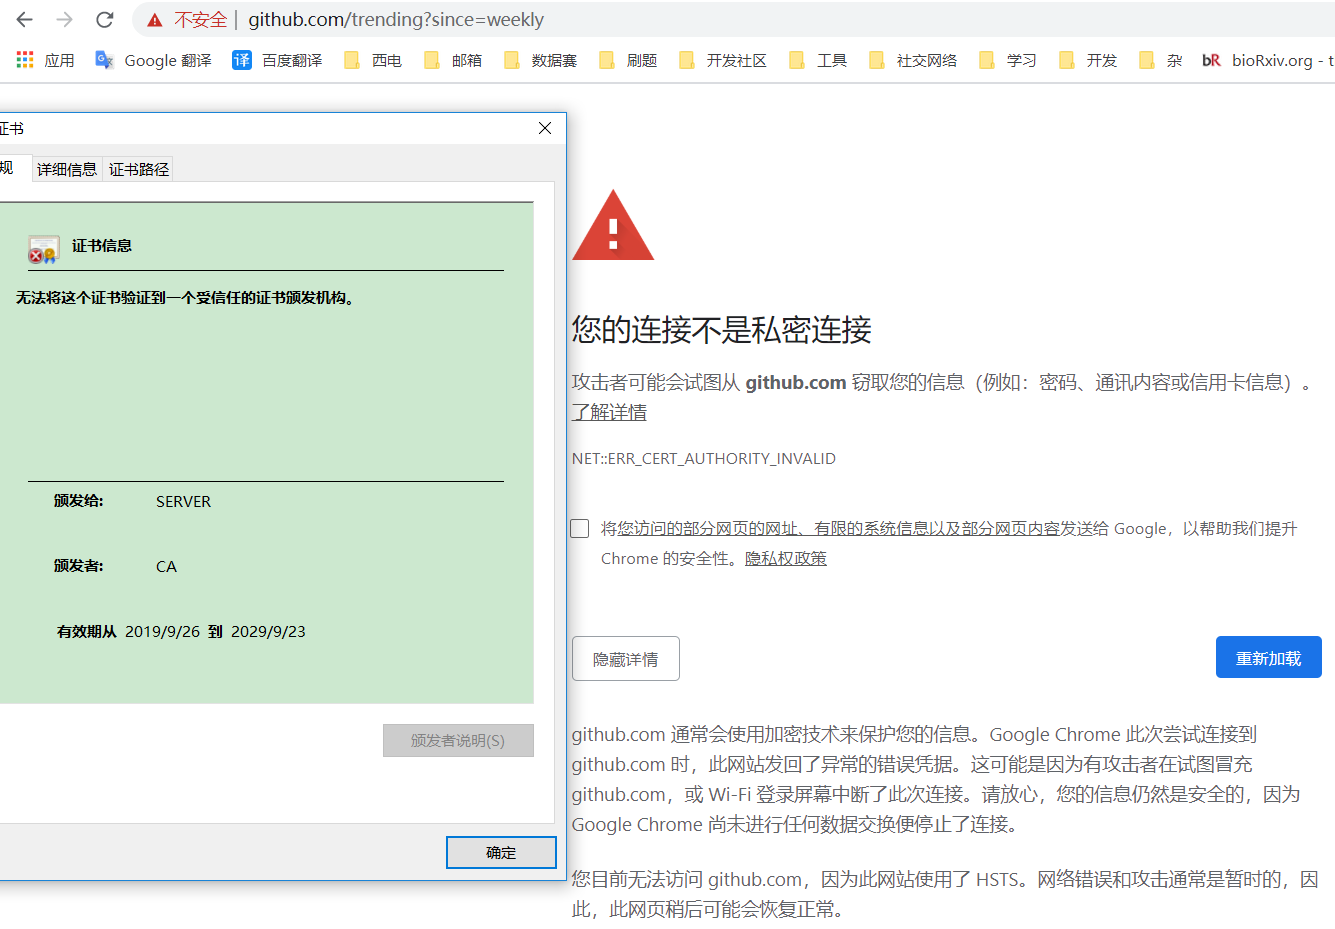 不安全 github.com/trending?since=weekly
应用 Google 翻译 译 百度翻译 西电 邮箱 数据赛 刷题 开发社区 工具 社交网络 学习 开发 杂 bR bioRxiv.org - t
证书
规 详细信息 证书路径
证书信息
无法将这个证书验证到一个受信任的证书颁发机构。
颁发给: SERVER
颁发者: CA
有效期从 2019/9/26 到 2029/9/23
颁发者说明(S)
确定
您的连接不是私密连接
攻击者可能会试图从 github.com 窃取您的信息（例如：密码、通讯内容或信用卡信息）。
了解详情
NET::ERR_CERT_AUTHORITY_INVALID
将您访问的部分网页的网址、有限的系统信息以及部分网页内容发送给 Google，以帮助我们提升
Chrome 的安全性。隐私权政策
隐藏详情 重新加载
github.com 通常会使用加密技术来保护您的信息。Google Chrome 此次尝试连接到
github.com 时，此网站发回了异常的错误凭据。这可能是因为有攻击者在试图冒充
github.com，或 Wi-Fi 登录屏幕中断了此次连接。请放心，您的信息仍然是安全的，因为
Google Chrome 尚未进行任何数据交换便停止了连接。
您目前无法访问 github.com，因为此网站使用了 HSTS。网络错误和攻击通常是暂时的，因
此，此网页稍后可能会恢复正常。